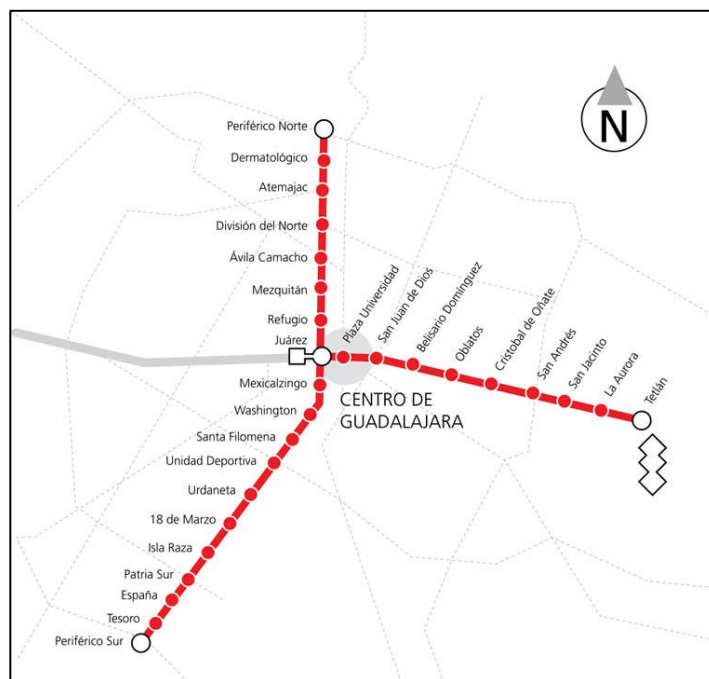 Periférico Norte
N
Dermatológico
Atemajac
División del Norte
Ávila Camacho
Mezquitán
Refugio
Juárez
Plaza Universidad
San Juan de Dios
Belisario Domínguez
Oblatos
Cristobal de Oñate
San Andrés
San Jacinto
La Aurora
Tetlán
Mexicalzingo
CENTRO DE
GUADALAJARA
Washington
Santa Filomena
Unidad Deportiva
Urdaneta
18 de Marzo
Isla Raza
Patria Sur
España
Tesoro
Periférico Sur